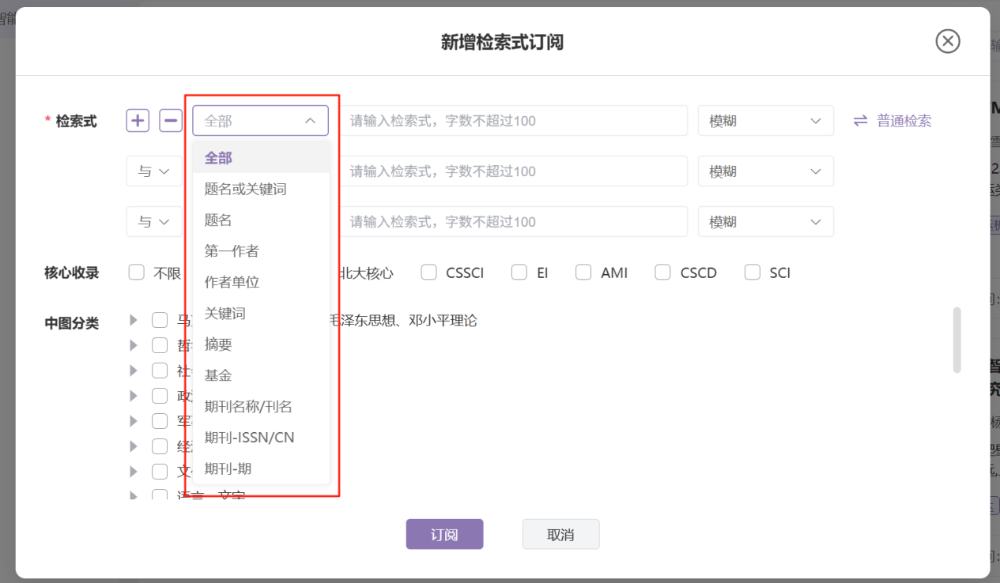 新增检索式订阅
* 检索式 全部 请输入检索式，字数不超过100 模糊 普通检索
全部
与 请输入检索式，字数不超过100 模糊
题名或关键词
题名
与 请输入检索式，字数不超过100 模糊
第一作者
核心收录 不限 北大核心 CSSCI EI AMI CSCD SCI
作者单位
关键词
中图分类 马 毛泽东思想、邓小平理论
摘要
哲
基金
社
政
期刊名称/刊名
军
期刊-ISSN/CN
经
期刊-期
文
语言、文字
订阅 取消